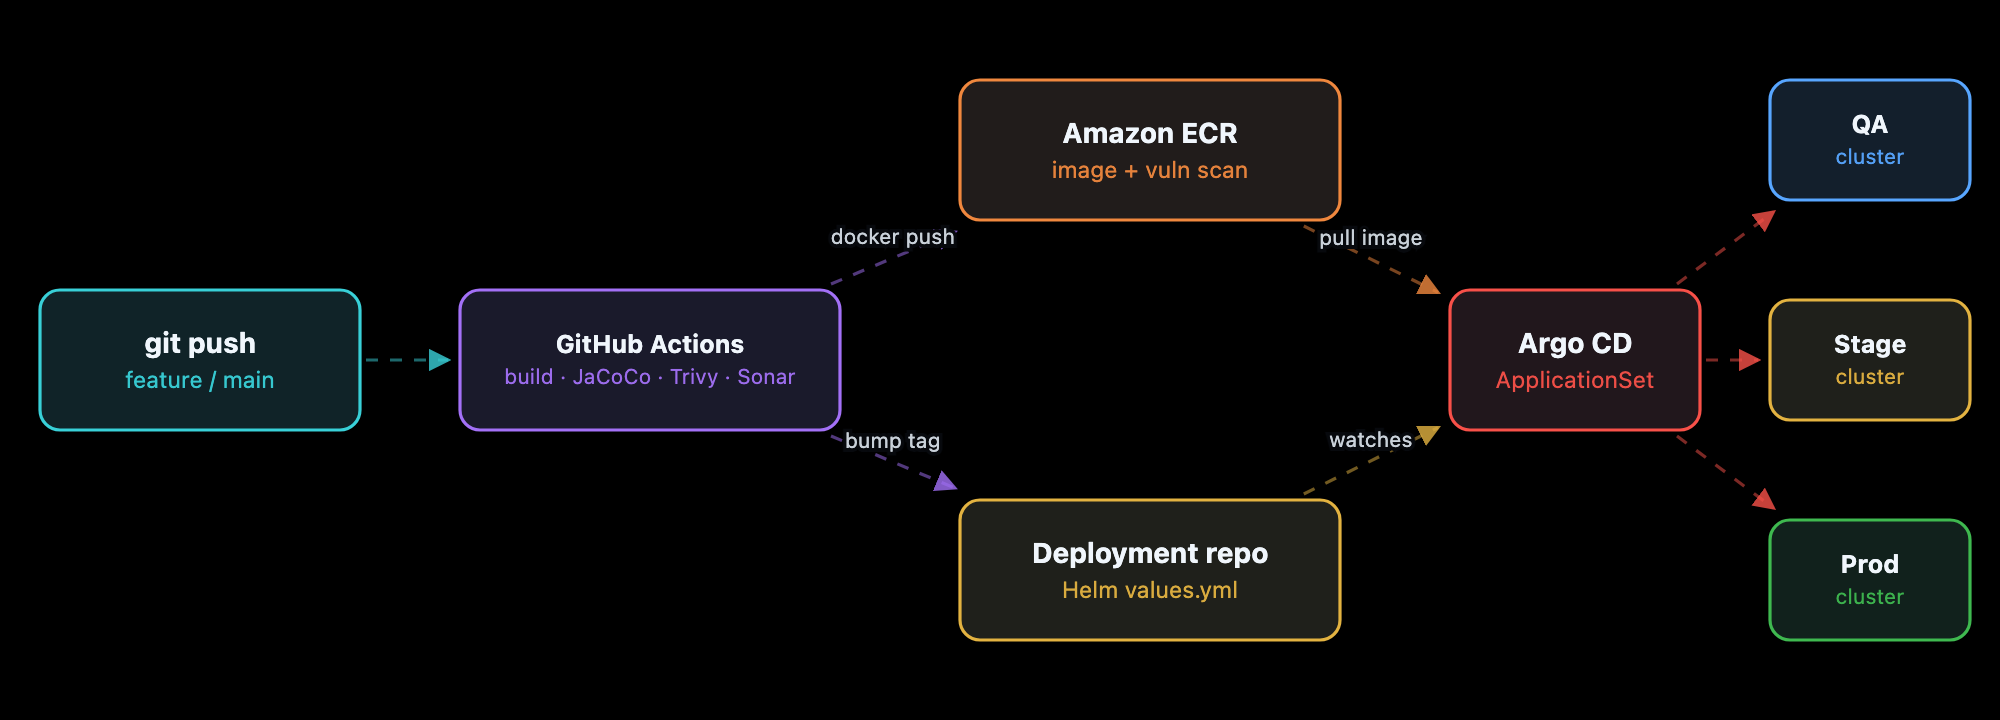 git push
feature / main
GitHub Actions
build · JaCoCo · Trivy · Sonar
docker push
bump tag
Amazon ECR
image + vuln scan
Deployment repo
Helm values.yml
pull image
watches
Argo CD
ApplicationSet
QA
cluster
Stage
cluster
Prod
cluster